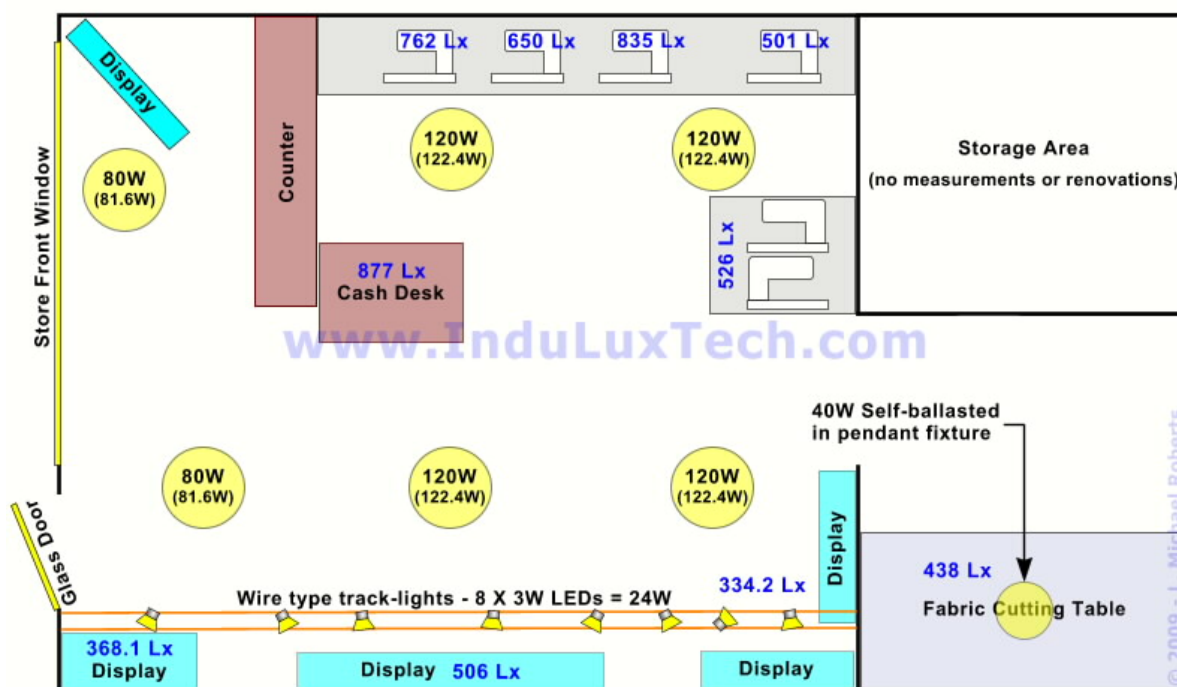 762 Lx
650 Lx
835 Lx
501 Lx
Display
Counter
120W
(122.4W)
120W
(122.4W)
Storage Area
(no measurements or renovations)
80W
(81.6W)
Store Front Window
526 Lx
877 Lx
Cash Desk
www.InduLuxTech.com
40W Self-ballasted
in pendant fixture
80W
(81.6W)
120W
(122.4W)
120W
(122.4W)
Glass Door
Display
334.2 Lx
Wire type track-lights - 8 X 3W LEDs = 24W
438 Lx
Fabric Cutting Table
368.1 Lx
Display
Display 506 Lx
Display
© 2009 - L. Michael Roberts